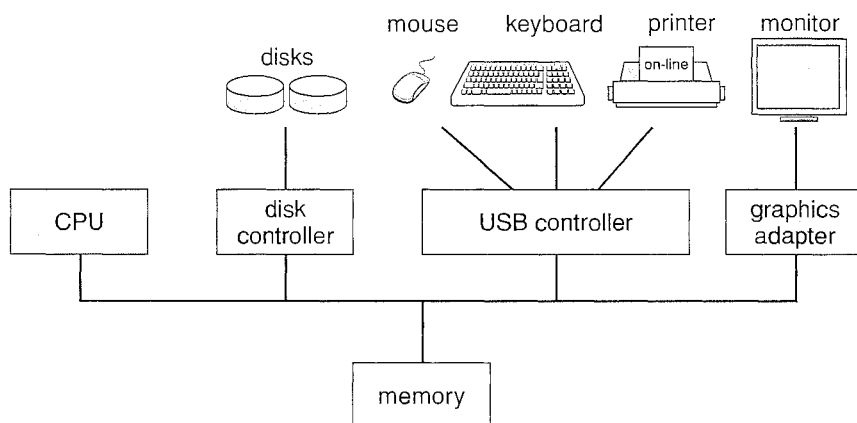 mouse
keyboard
printer
monitor
disks
on-line
CPU
disk
controller
USB controller
graphics
adapter
memory